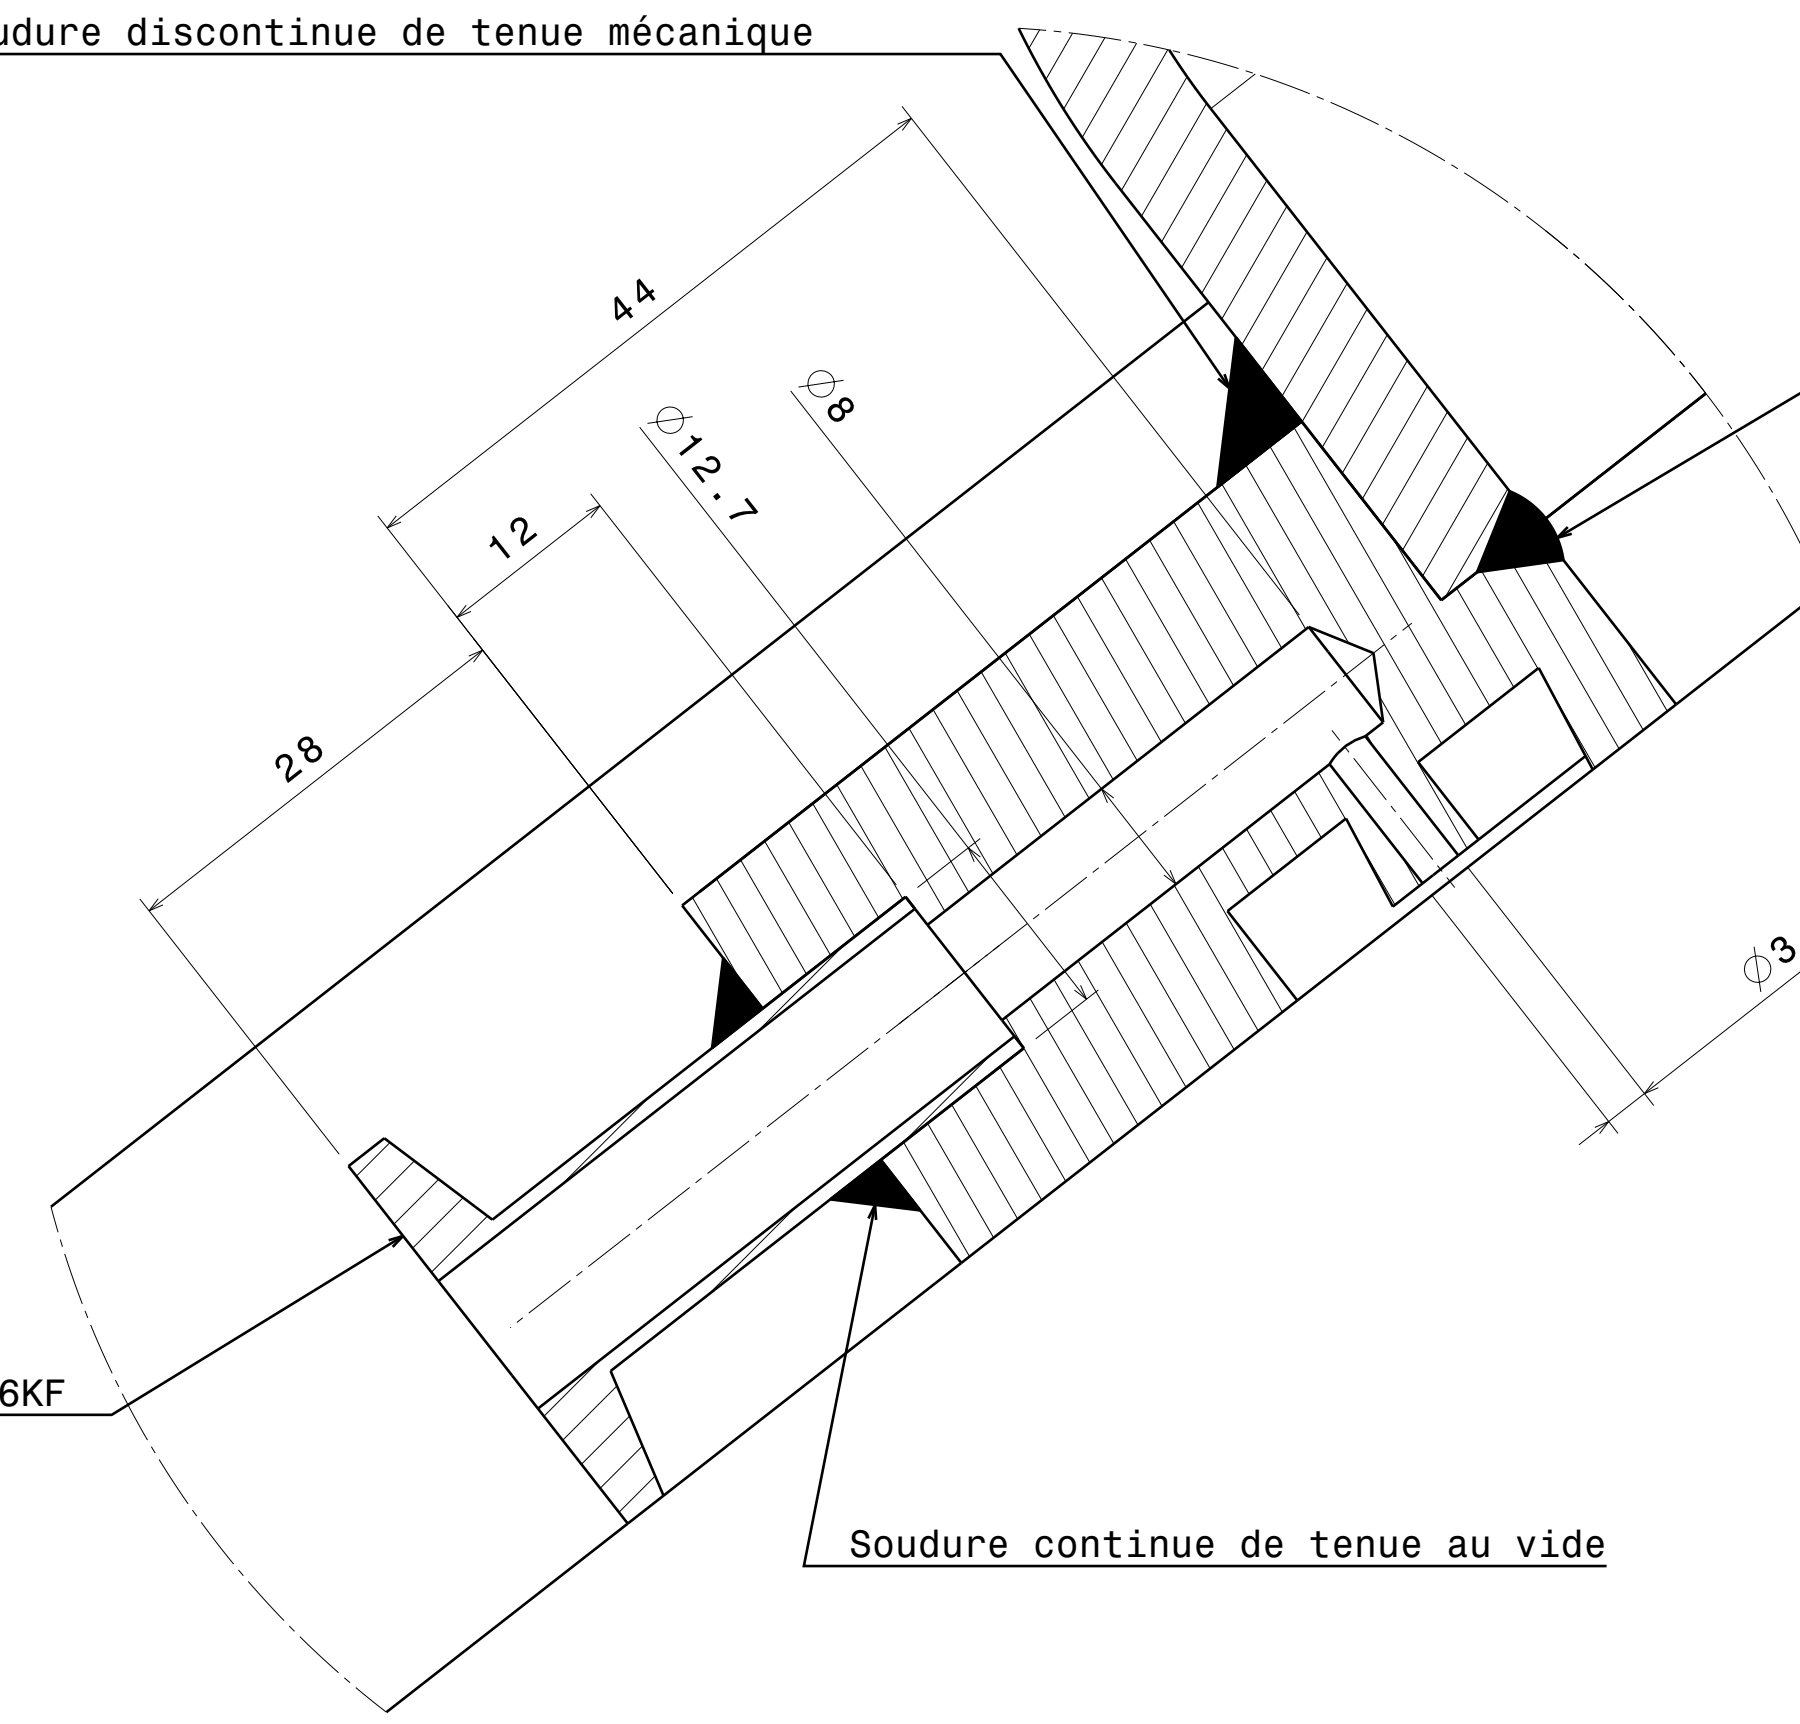 udure discontinue de tenue mécanique
44
⌀8
⌀12.7
12
28
⌀3
6KF
Soudure continue de tenue au vide